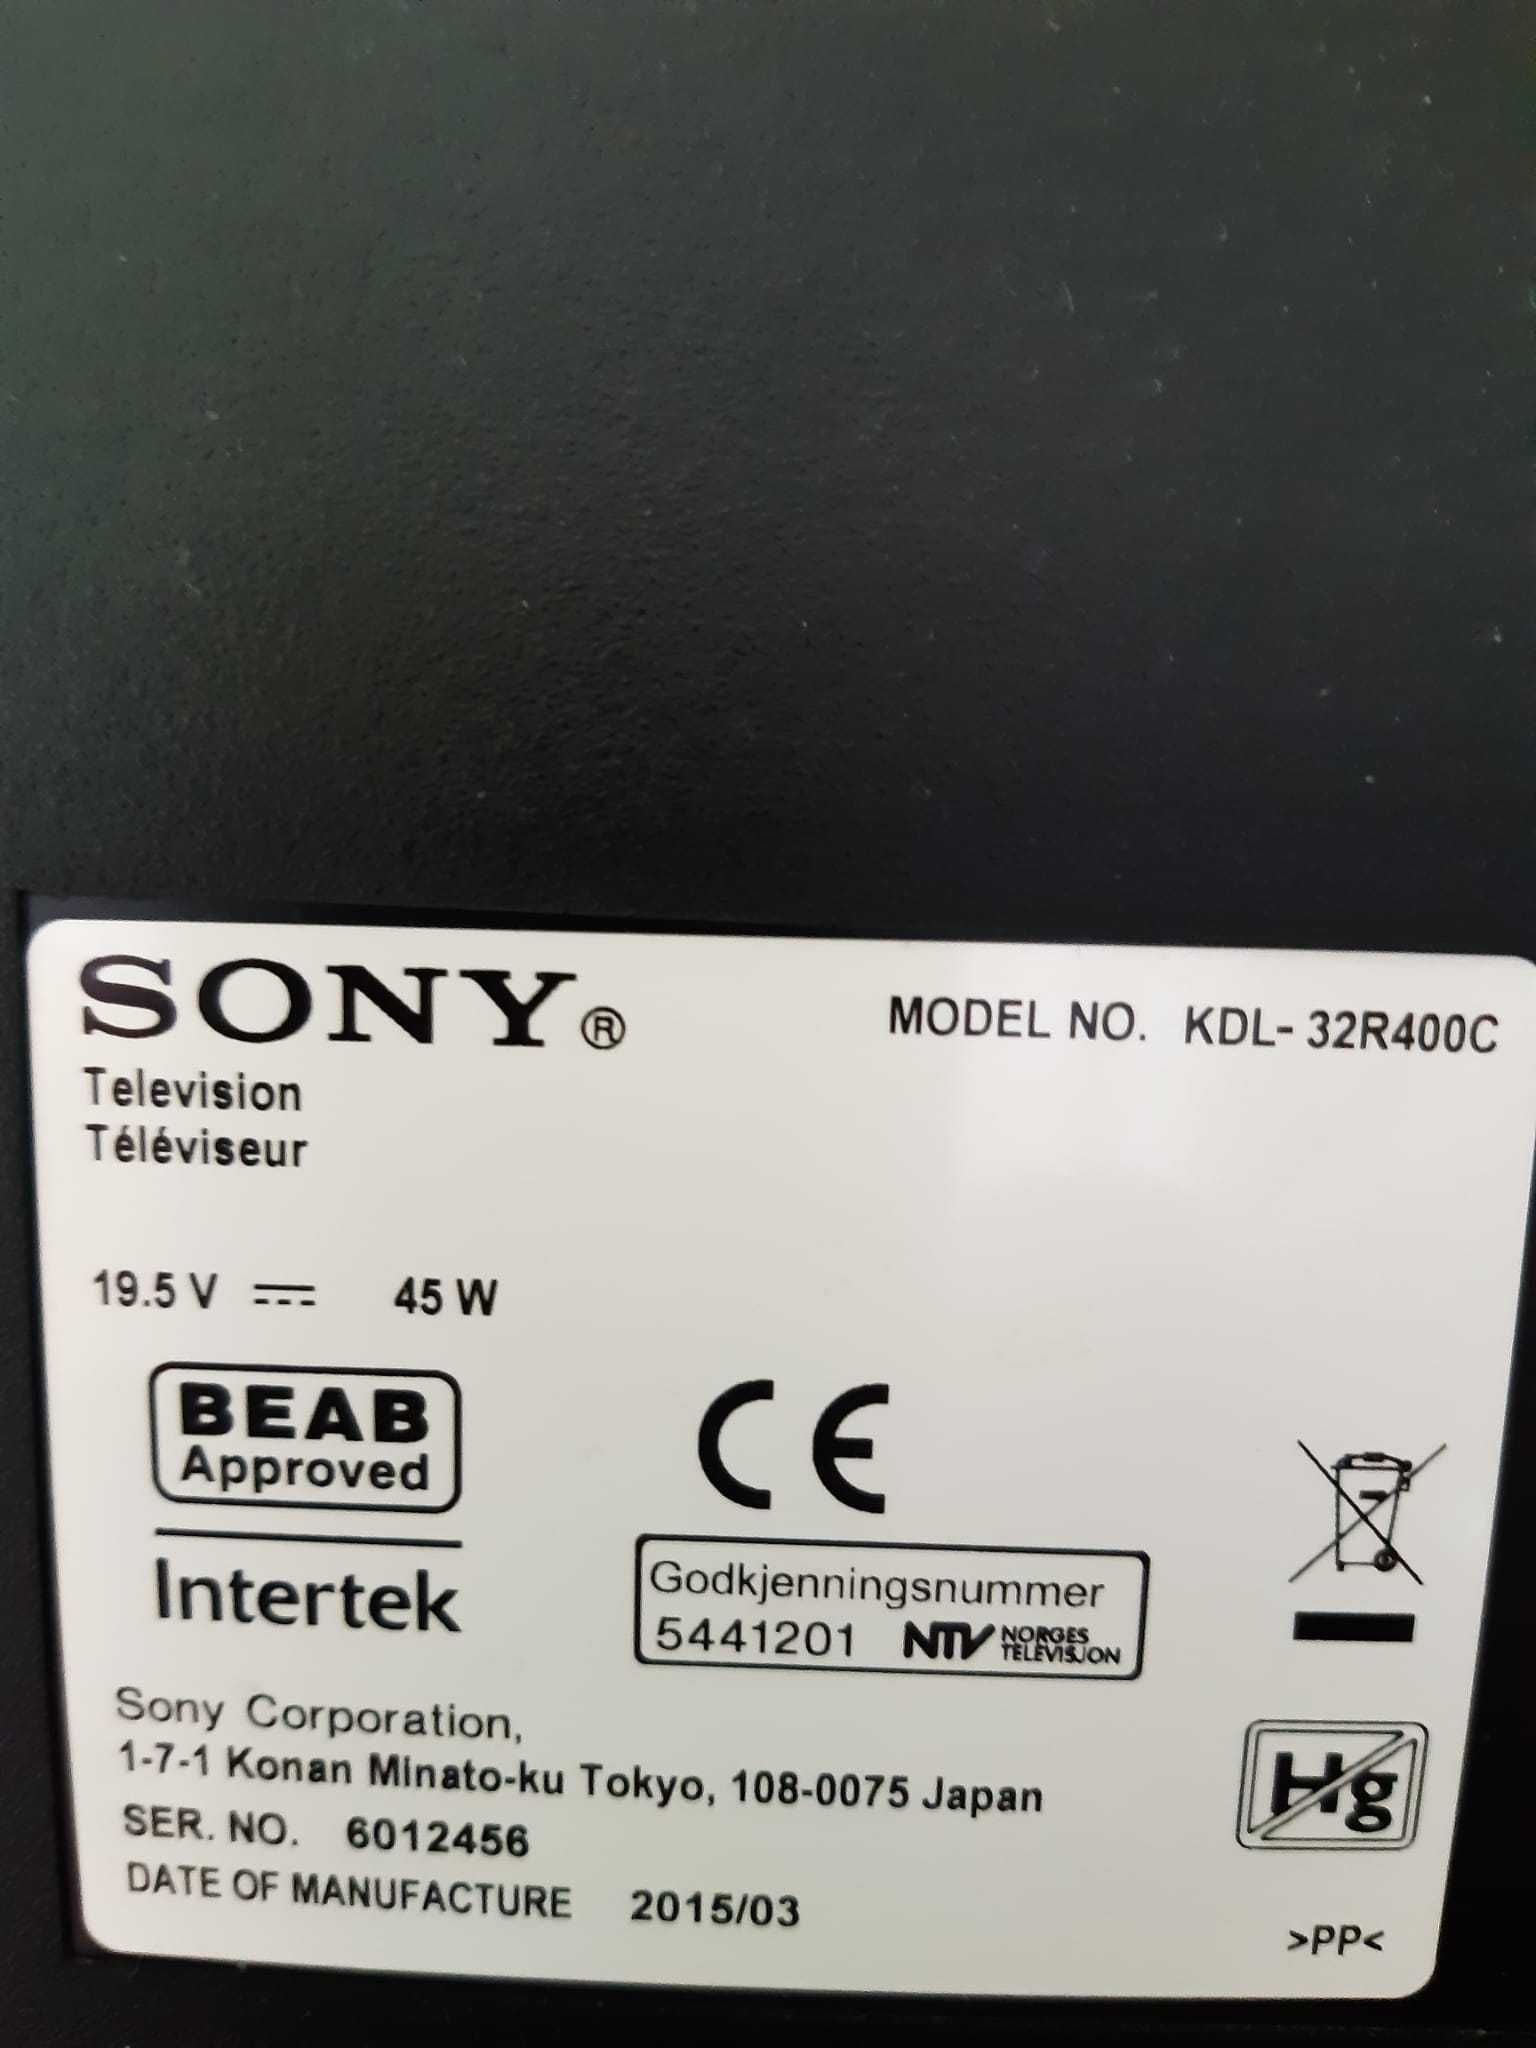 SONY®
MODEL NO. KDL-32R400C
Television
Téléviseur
19.5 V 45 W
BEAB
Approved
Intertek
CE
Godkjenningsnummer
5441201 NTV NORGES TELEVISJON
Sony Corporation,
1-7-1 Konan Minato-ku Tokyo, 108-0075 Japan
SER. NO. 6012456
DATE OF MANUFACTURE 2015/03
Hg
>PP<